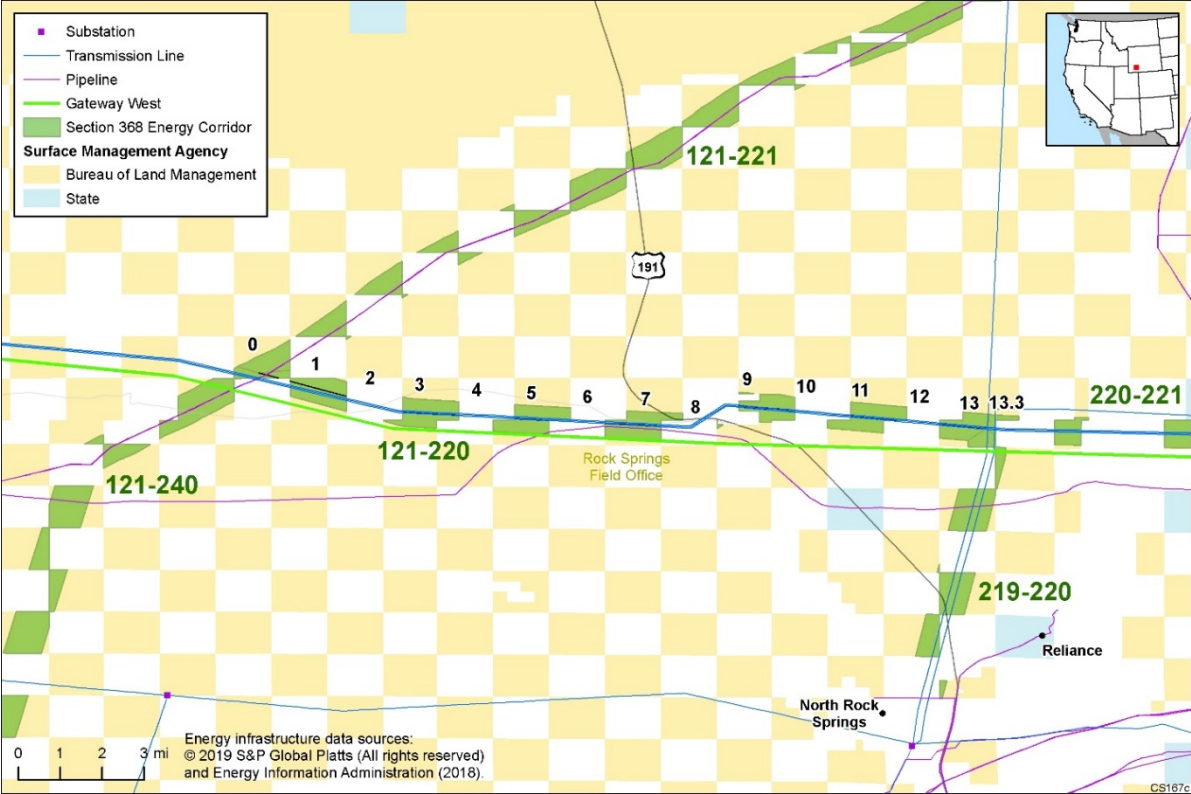 Substation
Transmission Line
Pipeline
Gateway West
Section 368 Energy Corridor
Surface Management Agency
Bureau of Land Management
State
121-221
191
0
1
2
3
4
5
6
7
8
9
10
11
12
13
13.3
220-221
121-220
Rock Springs
Field Office
121-240
219-220
Reliance
North Rock
Springs
Energy infrastructure data sources:
© 2019 S&P Global Platts (All rights reserved)
and Energy Information Administration (2018).
0 1 2 3 mi
CS167c